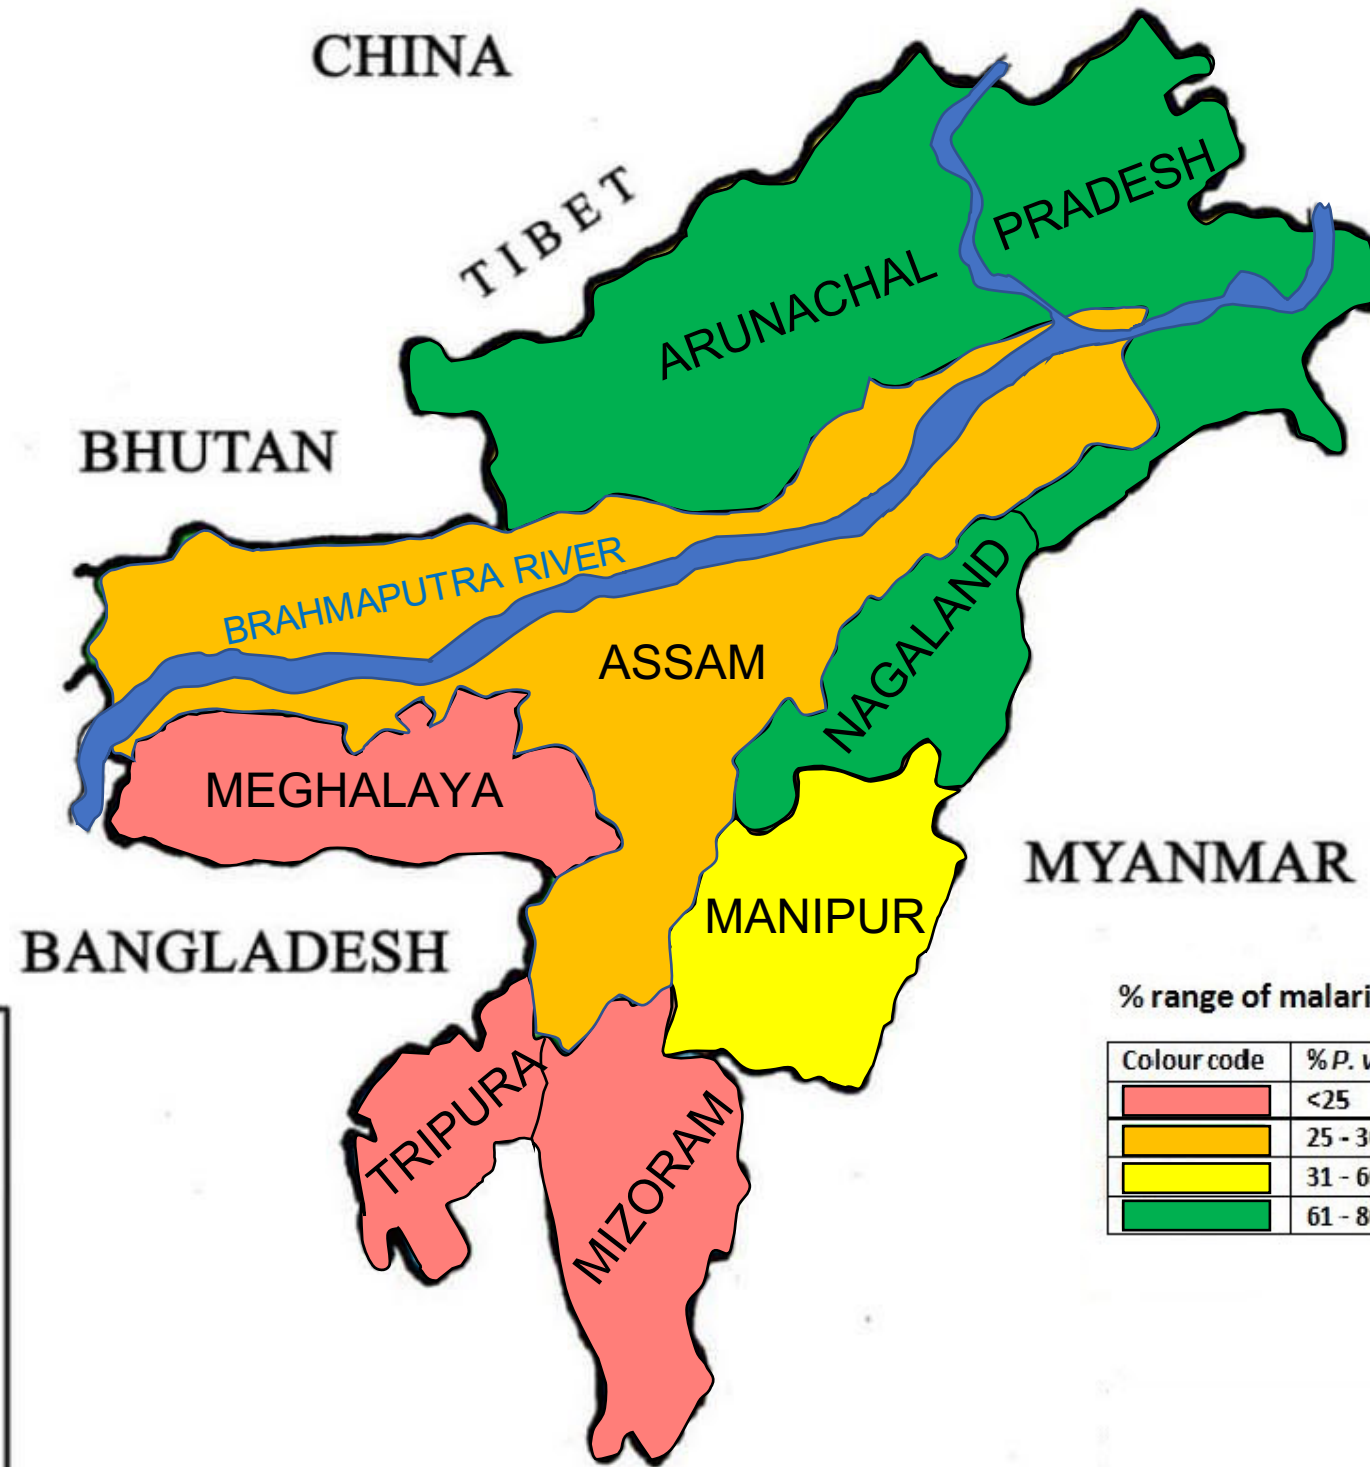 CHINA
TIBET
ARUNACHAL PRADESH
BHUTAN
BRAHMAPUTRA RIVER
ASSAM
NAGALAND
MEGHALAYA
MYANMAR
MANIPUR
BANGLADESH
TRIPURA
MIZORAM
% range of malari
Colour code % P. v
<25
25 - 3
31 - 6
61 - 8